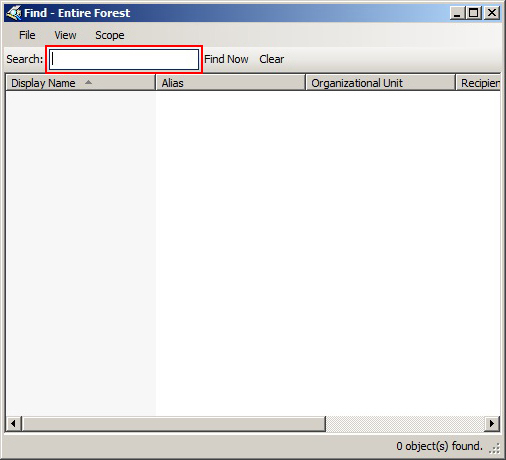 Find - Entire Forest
File View Scope
Search: Find Now Clear
Display Name Alias Organizational Unit Recipien
0 object(s) found.